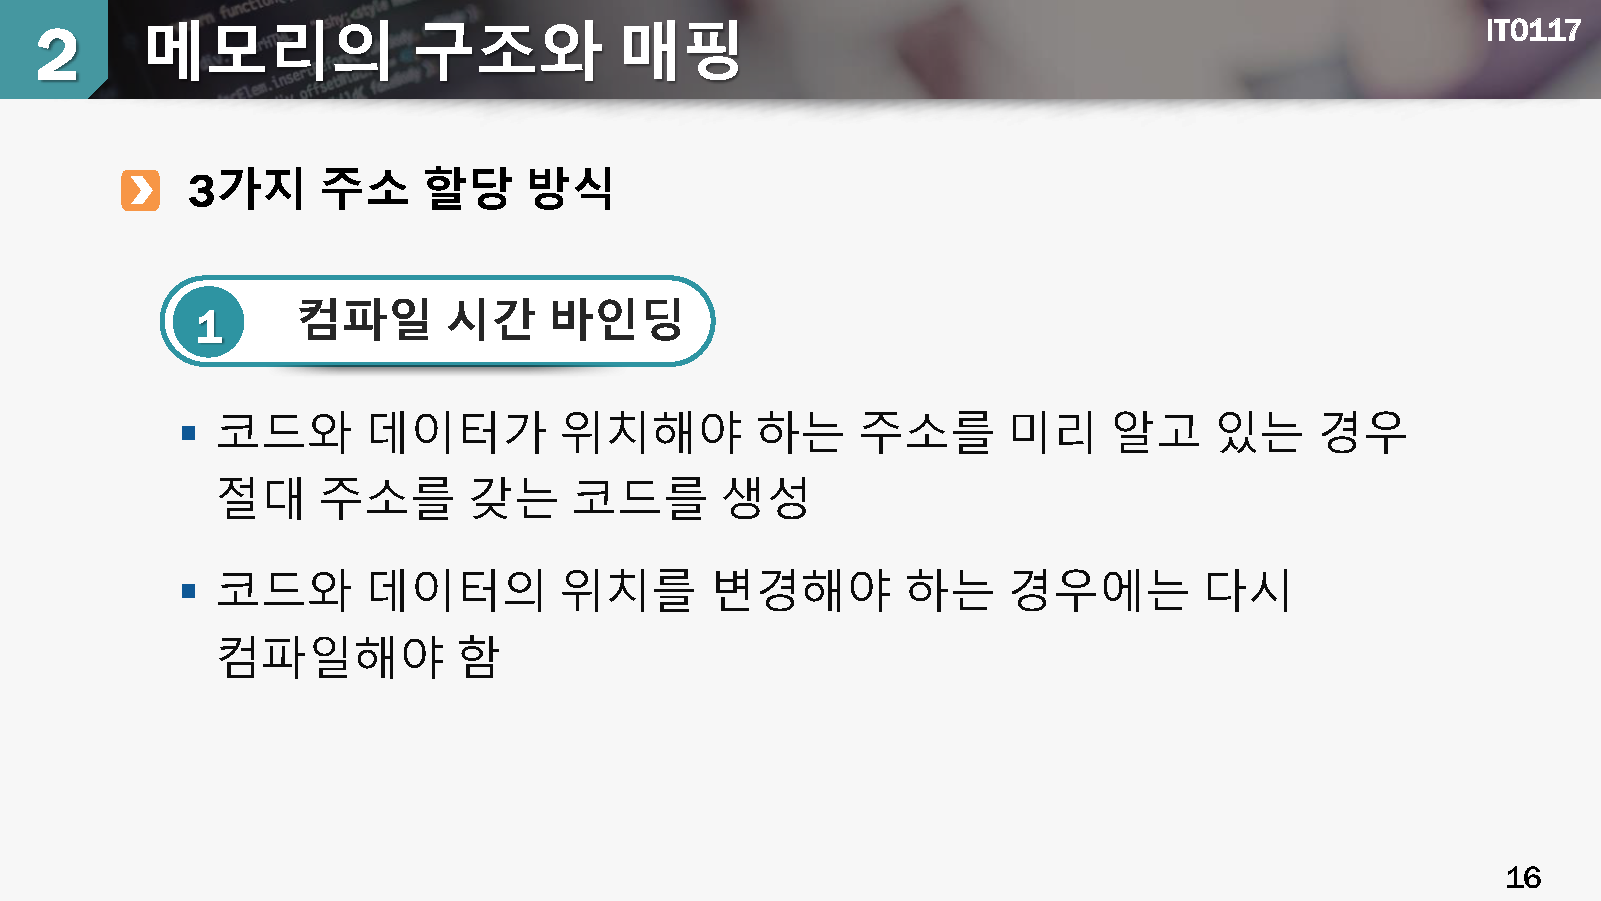 2
메모리의 구조와 매핑
IT0117
3가지 주소 할당 방식
1
컴파일 시간 바인딩
코드와 데이터가 위치해야 하는 주소를 미리 알고 있는 경우
절대 주소를 갖는 코드를 생성
코드와 데이터의 위치를 변경해야 하는 경우에는 다시
컴파일해야 함
16